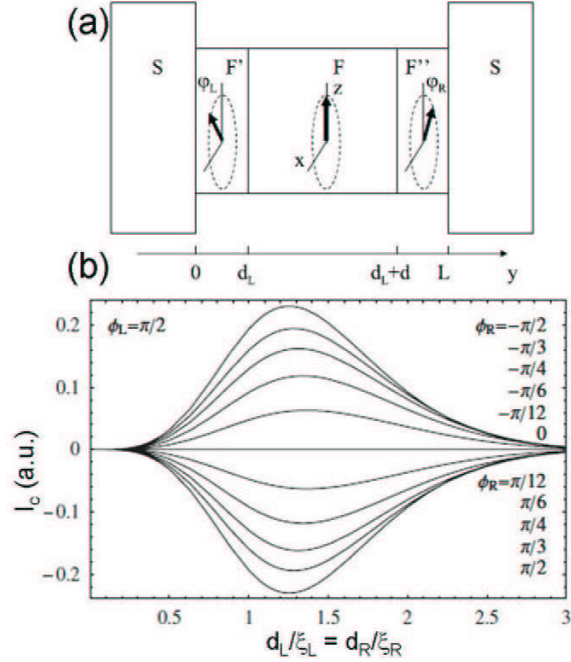 (a)
S F' F F'' S
φL z φR
x
0 dL dL+d L y
(b)
ϕL=π/2 ϕR=−π/2
−π/3
−π/4
−π/6
−π/12
0
ϕR=π/12
π/6
π/4
π/3
π/2
0.2
0.1
0
−0.1
−0.2
Ic (a.u.)
0.5 1 1.5 2 2.5 3
dL/ξL = dR/ξR